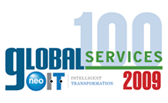 100
gLOBAL SERVICES
neo IT INTELLIGENT
TRANSFORMATION 2009